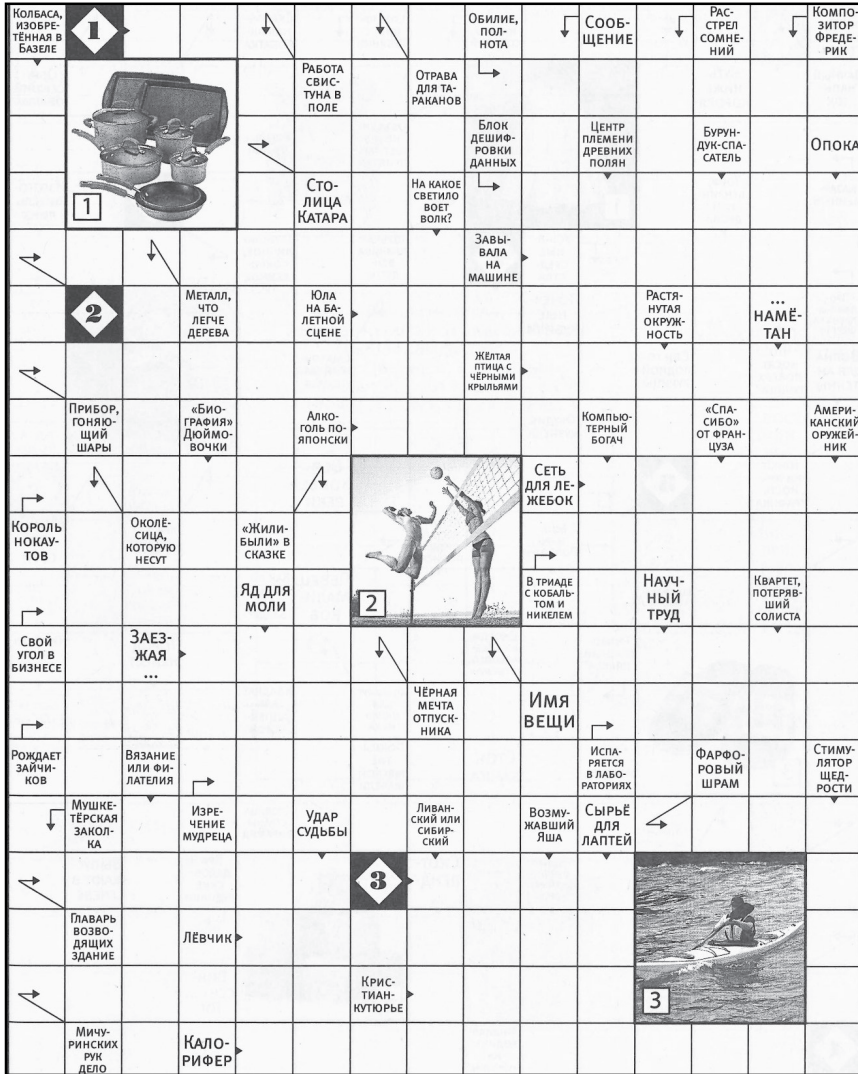 КОЛБАСА,
ИЗОБРЕ-
ТЁННАЯ В
БАЗЕЛЕ
1
ОБИЛИЕ,
ПОЛ-
НОТА
СООБ-
ЩЕНИЕ
РАС-
СТРЕЛ
СОМНЕ-
НИЙ
КОМПО-
ЗИТОР
ФРЕДЕ-
РИК
1
РАБОТА
СВИС-
ТУНА В
ПОЛЕ
ОТРАВА
ДЛЯ ТА-
РАКАНОВ
БЛОК
ДЕШИФ-
РОВКИ
ДАННЫХ
ЦЕНТР
ПЛЕМЕНИ
ДРЕВНИХ
ПОЛЯН
БУРУН-
ДУК-СПА-
САТЕЛЬ
ОПОКА
СТО-
ЛИЦА
КАТАРА
НА КАКОЕ
СВЕТИЛО
ВОЕТ
ВОЛК?
ЗАВЫ-
ВАЛА
НА
МАШИНЕ
2
МЕТАЛЛ,
ЧТО
ЛЕГЧЕ
ДЕРЕВА
ЮЛА
НА БА-
ЛЕТНОЙ
СЦЕНЕ
РАСТЯ-
НУТАЯ
ОКРУЖ-
НОСТЬ
...
НАМЁ-
ТАН
ЖЁЛТАЯ
ПТИЦА С
ЧЁРНЫМИ
КРЫЛЬЯМИ
ПРИБОР,
ГОНЯЮ-
ЩИЙ
ШАРЫ
«БИО-
ГРАФИЯ»
ДЮЙМО-
ВОЧКИ
АЛКО-
ГОЛЬ ПО-
ЯПОНСКИ
КОМПЬЮ-
ТЕРНЫЙ
БОГАЧ
«СПА-
СИБО»
ОТ ФРАН-
ЦУЗА
АМЕРИ-
КАНСКИЙ
ОРУЖЕЙ-
НИК
СЕТЬ
ДЛЯ ЛЕ-
ЖЕБОК
КОРОЛЬ
НОКАУ-
ТОВ
ОКОЛЁ-
СИЦА,
КОТОРУЮ
НЕСУТ
«ЖИЛИ-
БЫЛИ» В
СКАЗКЕ
ЯД ДЛЯ
МОЛИ
2
В ТРИАДЕ
С КОБАЛЬ-
ТОМ И
НИКЕЛЕМ
НАУЧ-
НЫЙ
ТРУД
КВАРТЕТ,
ПОТЕРЯВ-
ШИЙ
СОЛИСТА
СВОЙ
УГОЛ В
БИЗНЕСЕ
ЗАЕЗ-
ЖАЯ
...
ЧЁРНАЯ
МЕЧТА
ОТПУСК-
НИКА
ИМЯ
ВЕЩИ
РОЖДАЕТ
ЗАЙЧИ-
КОВ
ВЯЗАНИЕ
ИЛИ ФИ-
ЛАТЕЛИЯ
ИСПА-
РЯЕТСЯ
В ЛАБО-
РАТОРИЯХ
ФАРФО-
РОВЫЙ
ШРАМ
СТИМУ-
ЛЯТОР
ЩЕД-
РОСТИ
МУШКЕ-
ТЁРСКАЯ
ЗАКОЛ-
КА
ИЗРЕ-
ЧЕНИЕ
МУДРЕЦА
УДАР
СУДЬБЫ
ЛИВАН-
СКИЙ ИЛИ
СИБИР-
СКИЙ
ВОЗМУ-
ЖАВШИЙ
ЯША
СЫРЬЁ
ДЛЯ
ЛАПТЕЙ
3
ГЛАВАРЬ
ВОЗВО-
ДЯЩИХ
ЗДАНИЕ
ЛЁВЧИК
КРИС-
ТИАН-
КУТЮРЬЕ
3
МИЧУ-
РИНСКИХ
РУК
ДЕЛО
КАЛО-
РИФЕР